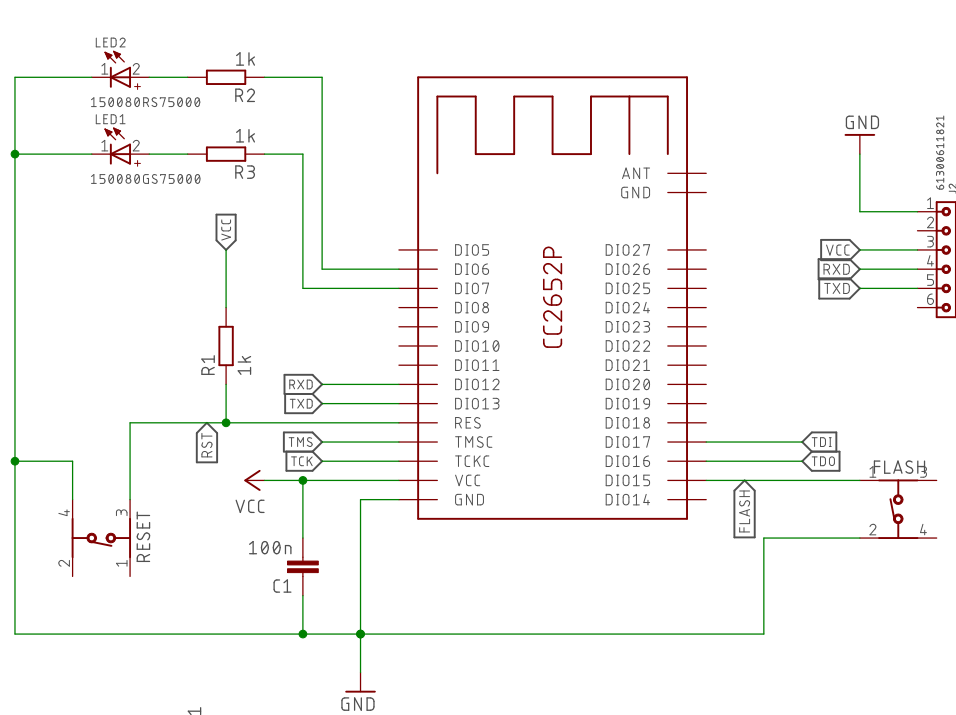 LED2
1 2
+
150080RS75000
1k
R2
LED1
1 2
+
150080GS75000
1k
R3
VCC
R1
1k
RST
RXD
TXD
TMS
TCK
VCC
100n
C1
4
3
2
1
RESET
GND
1
CC2652P
ANT
GND
DIO5
DIO6
DIO7
DIO8
DIO9
DIO10
DIO11
DIO12
DIO13
RES
TMSC
TCKC
VCC
GND
DIO27
DIO26
DIO25
DIO24
DIO23
DIO22
DIO21
DIO20
DIO19
DIO18
DIO17
DIO16
DIO15
DIO14
TDI
TDO
FLASH
FLASH
1 3
2 4
GND
61300611821
J2
1
2
3
4
5
6
VCC
RXD
TXD